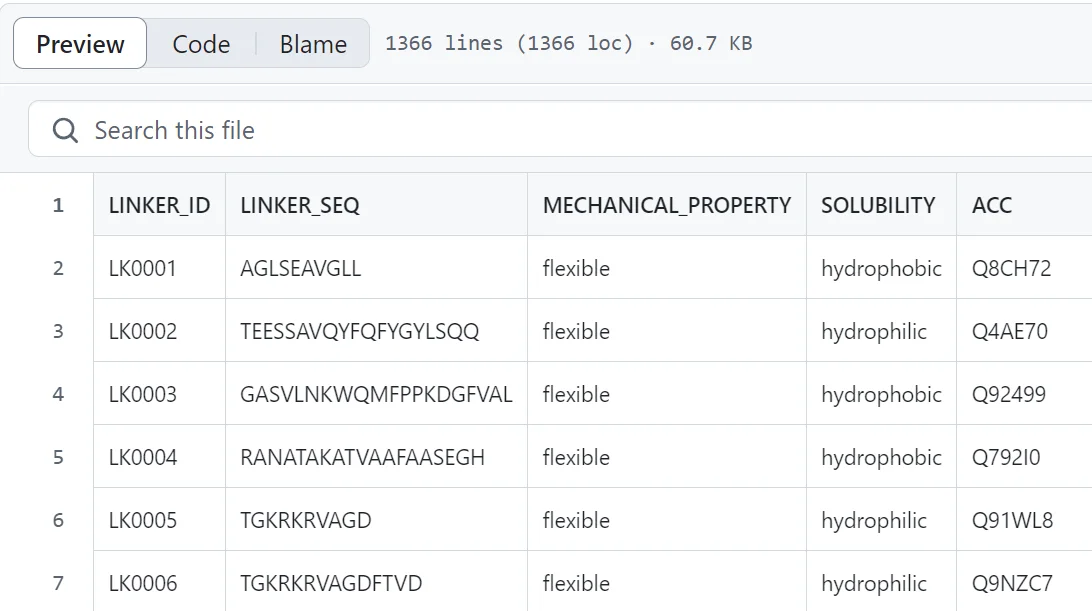 Preview Code Blame 1366 lines (1366 loc) · 60.7 KB
Search this file
1 LINKER_ID LINKER_SEQ MECHANICAL_PROPERTY SOLUBILITY ACC
2 LK0001 AGLSEAVGLL flexible hydrophobic Q8CH72
3 LK0002 TEESSAVQYFQFYGYLSQQ flexible hydrophilic Q4AE70
4 LK0003 GASVLNKWQMFPPKDGFVAL flexible hydrophobic Q92499
5 LK0004 RANATAKATVAAFAASEGH flexible hydrophobic Q792I0
6 LK0005 TGKRKRVAGD flexible hydrophilic Q91WL8
7 LK0006 TGKRKRVAGDFTVD flexible hydrophilic Q9NZC7